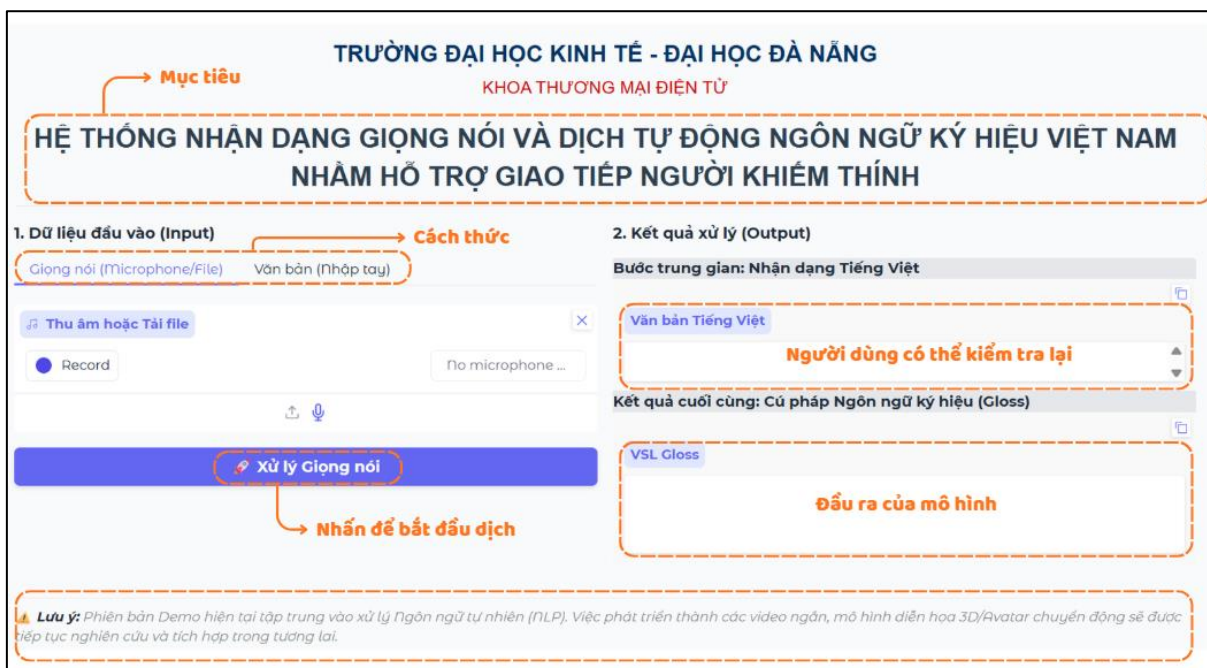 TRƯỜNG ĐẠI HỌC KINH TẾ - ĐẠI HỌC ĐÀ NẴNG
Mục tiêu
KHOA THƯƠNG MẠI ĐIỆN TỬ
HỆ THỐNG NHẬN DẠNG GIỌNG NÓI VÀ DỊCH TỰ ĐỘNG NGÔN NGỮ KÝ HIỆU VIỆT NAM
NHẰM HỖ TRỢ GIAO TIẾP NGƯỜI KHIẾM THÍNH
1. Dữ liệu đầu vào (Input)
Cách thức
Giọng nói (Microphone/File) Văn bản (Nhập tay)
Thu âm hoặc Tải file
Record
No microphone ...
Xử lý Giọng nói
Nhấn để bắt đầu dịch
2. Kết quả xử lý (Output)
Bước trung gian: Nhận dạng Tiếng Việt
Văn bản Tiếng Việt
Người dùng có thể kiểm tra lại
Kết quả cuối cùng: Cú pháp Ngôn ngữ ký hiệu (Gloss)
VSL Gloss
Đầu ra của mô hình
Lưu ý: Phiên bản Demo hiện tại tập trung vào xử lý Ngôn ngữ tự nhiên (NLP). Việc phát triển thành các video ngắn, mô hình diễn họa 3D/Avatar chuyển động sẽ được
tiếp tục nghiên cứu và tích hợp trong tương lai.